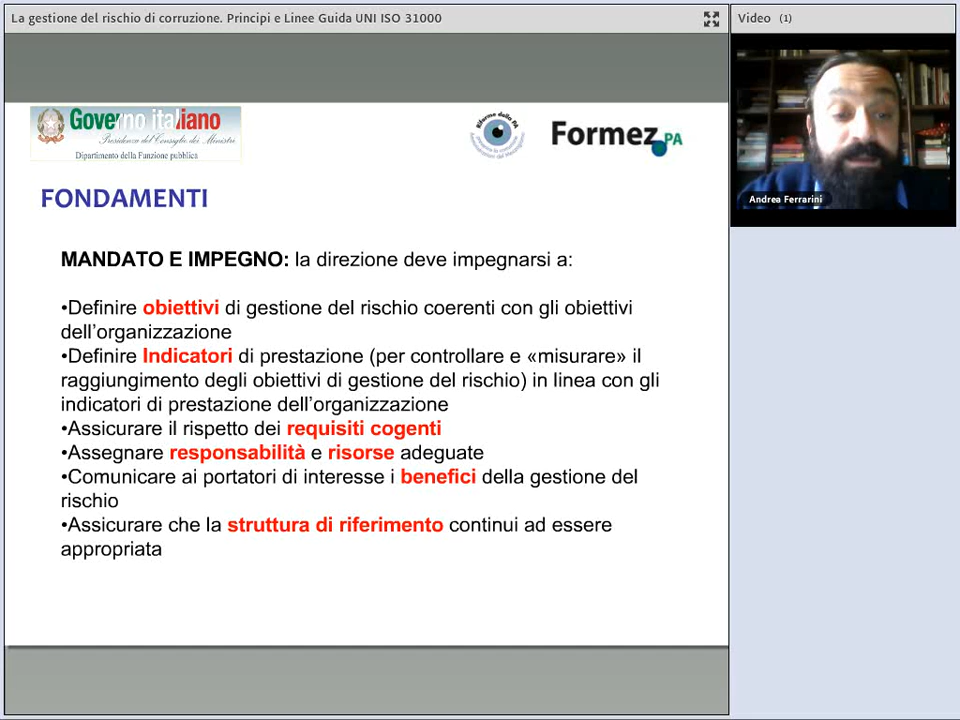 La gestione del rischio di corruzione. Principi e Linee Guida UNI ISO 31000
Video (1)
Governo italiano
Presidenza del Consiglio dei Ministri
Dipartimento della Funzione pubblica
Riforme della PA
Formez PA
Andrea Ferrarini
FONDAMENTI
MANDATO E IMPEGNO: la direzione deve impegnarsi a:
•Definire obiettivi di gestione del rischio coerenti con gli obiettivi
dell’organizzazione
•Definire Indicatori di prestazione (per controllare e «misurare» il
raggiungimento degli obiettivi di gestione del rischio) in linea con gli
indicatori di prestazione dell’organizzazione
•Assicurare il rispetto dei requisiti cogenti
•Assegnare responsabilità e risorse adeguate
•Comunicare ai portatori di interesse i benefici della gestione del
rischio
•Assicurare che la struttura di riferimento continui ad essere
appropriata